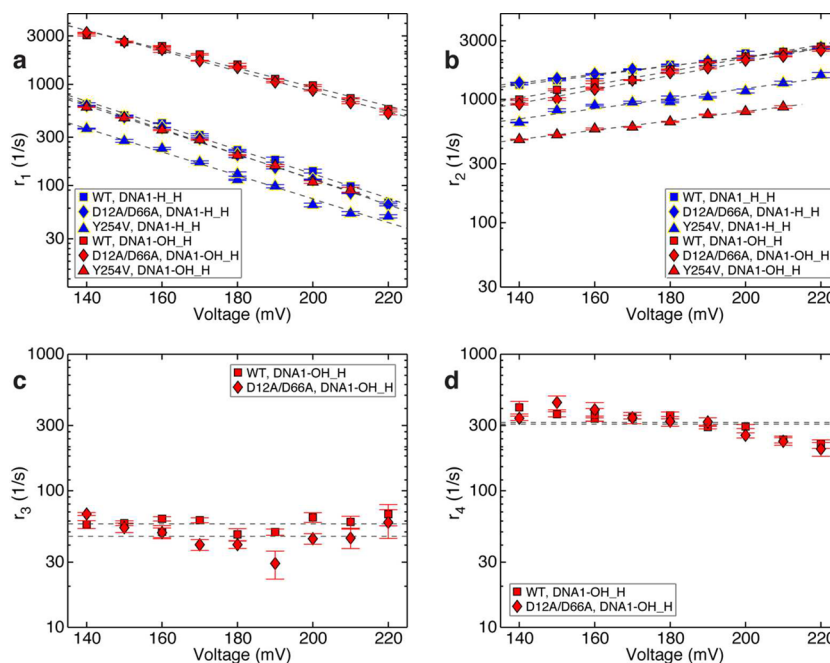 a
3000
1000
300
100
30
r1 (1/s)
WT, DNA1-H_H
D12A/D66A, DNA1-H_H
Y254V, DNA1-H_H
WT, DNA1-OH_H
D12A/D66A, DNA1-OH_H
Y254V, DNA1-OH_H
140 160 180 200 220
Voltage (mV)
b
3000
1000
300
100
30
r2 (1/s)
WT, DNA1_H_H
D12A/D66A, DNA1-H_H
Y254V, DNA1-H_H
WT, DNA1-OH_H
D12A/D66A, DNA1-OH_H
Y254V, DNA1-OH_H
140 160 180 200 220
Voltage (mV)
c
1000
300
100
30
10
r3 (1/s)
WT, DNA1-OH_H
D12A/D66A, DNA1-OH_H
140 160 180 200 220
Voltage (mV)
d
1000
300
100
30
10
r4 (1/s)
WT, DNA1-OH_H
D12A/D66A, DNA1-OH_H
140 160 180 200 220
Voltage (mV)